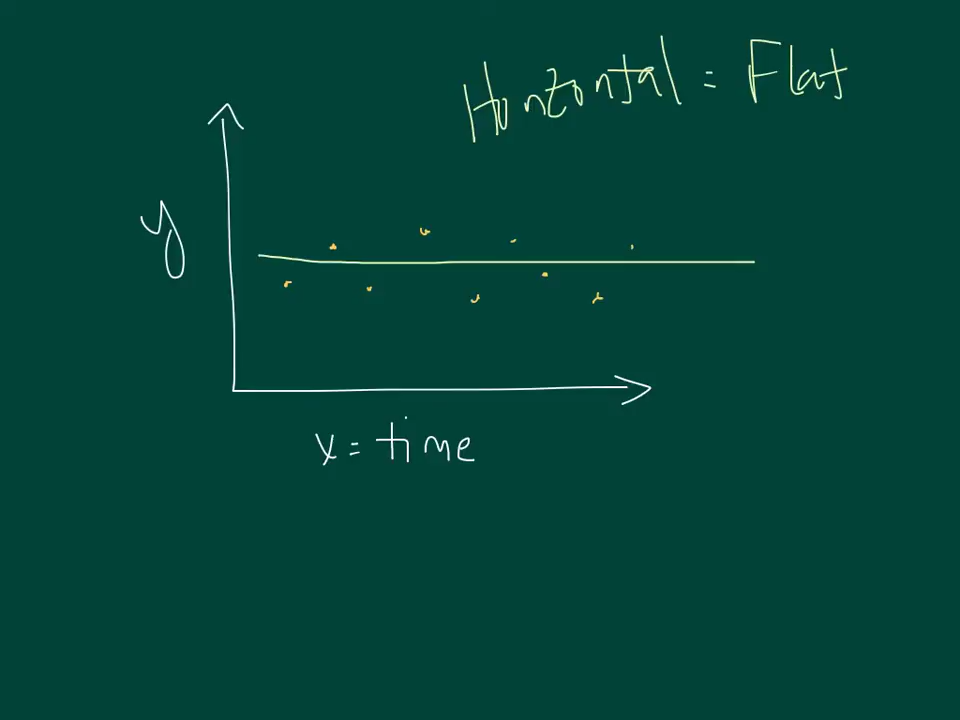 Horizontal = Flat
y
x = time